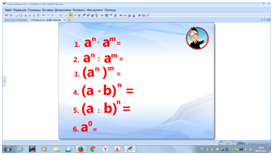 1. aⁿ · aᵐ=
2. aⁿ : aᵐ=
3. (aⁿ)ᵐ=
4. (a · b)ⁿ =
5. (a : b)ⁿ=
6. a⁰=